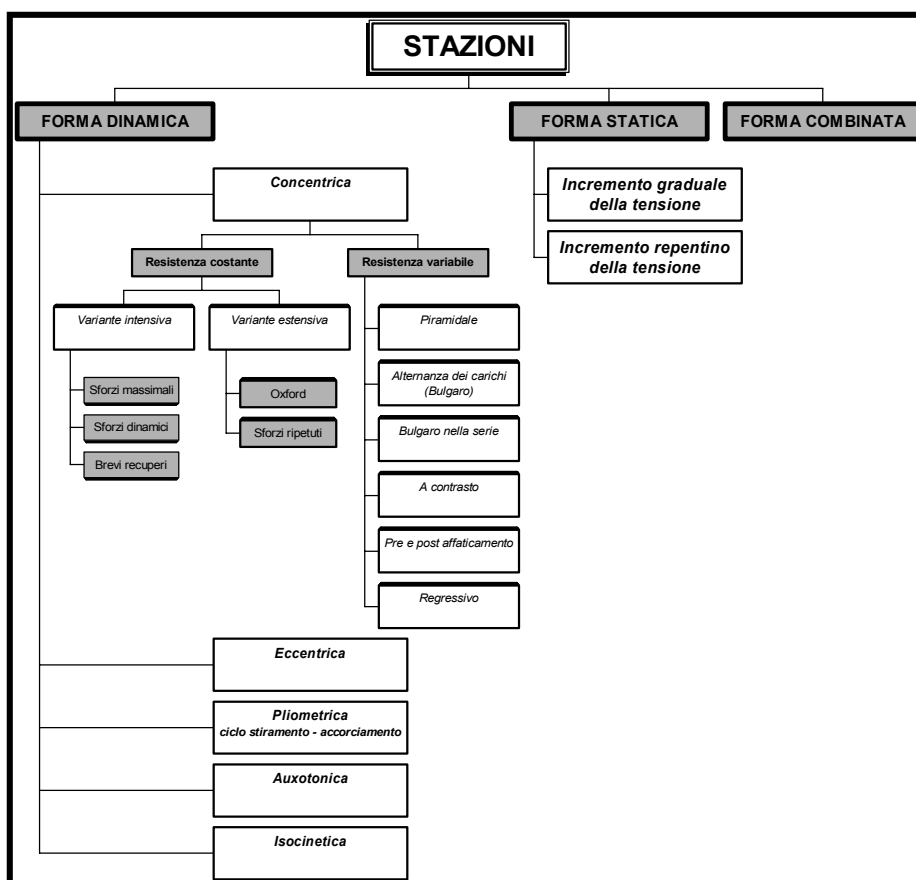 STAZIONI
FORMA DINAMICA
FORMA STATICA
FORMA COMBINATA
Concentrica
Incremento graduale
della tensione
Incremento repentino
della tensione
Resistenza costante
Resistenza variabile
Variante intensiva
Variante estensiva
Piramidale
Sforzi massimali
Oxford
Alternanza dei carichi
(Bulgaro)
Sforzi dinamici
Sforzi ripetuti
Bulgaro nella serie
Brevi recuperi
A contrasto
Pre e post affaticamento
Regressivo
Eccentrica
Pliometrica
ciclo stiramento - accorciamento
Auxotonica
Isocinetica